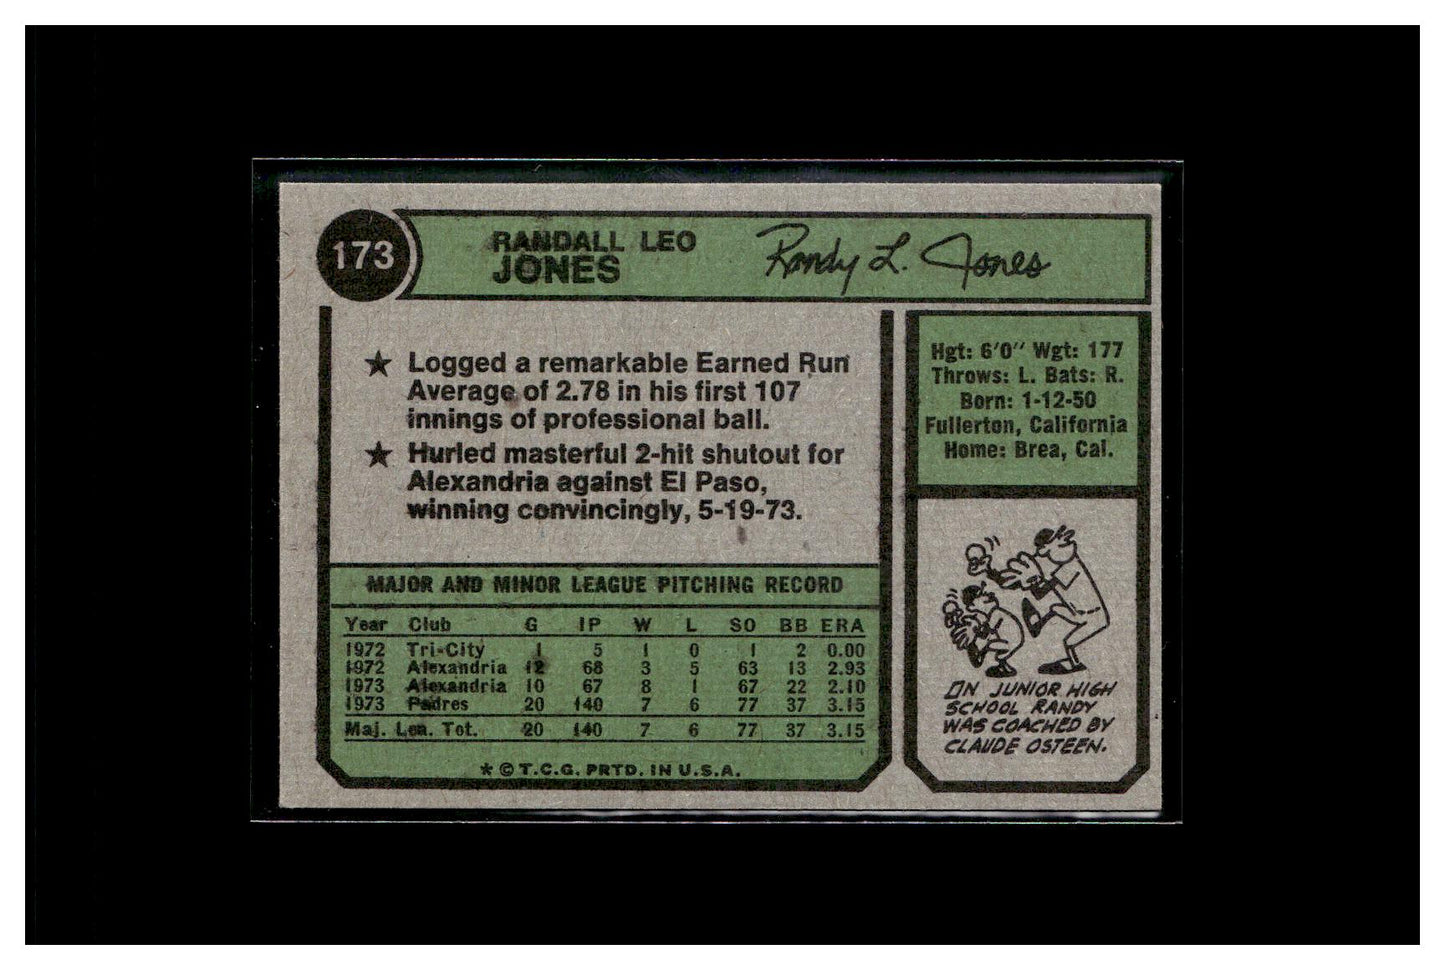 173
RANDALL LEO
JONES
Randy L. Jones
★ Logged a remarkable Earned Run
Average of 2.78 in his first 107
innings of professional ball.
★ Hurled masterful 2-hit shutout for
Alexandria against El Paso,
winning convincingly, 5-19-73.
Hgt: 6'0" Wgt: 177
Throws: L. Bats: R.
Born: 1-12-50
Fullerton, California
Home: Brea, Cal.
MAJOR AND MINOR LEAGUE PITCHING RECORD
Year Club G IP W L SO BB ERA
1972 Tri-City 1 5 1 0 1 2 0.00
1972 Alexandria 12 68 3 5 63 13 2.93
1973 Alexandria 10 67 8 1 67 22 2.10
1973 Padres 20 140 7 6 77 37 3.15
Maj. Lea. Tot. 20 140 7 6 77 37 3.15
★ © T.C.G. PRTD. IN U.S.A.
IN JUNIOR HIGH
SCHOOL RANDY
WAS COACHED BY
CLAUDE OSTEEN.